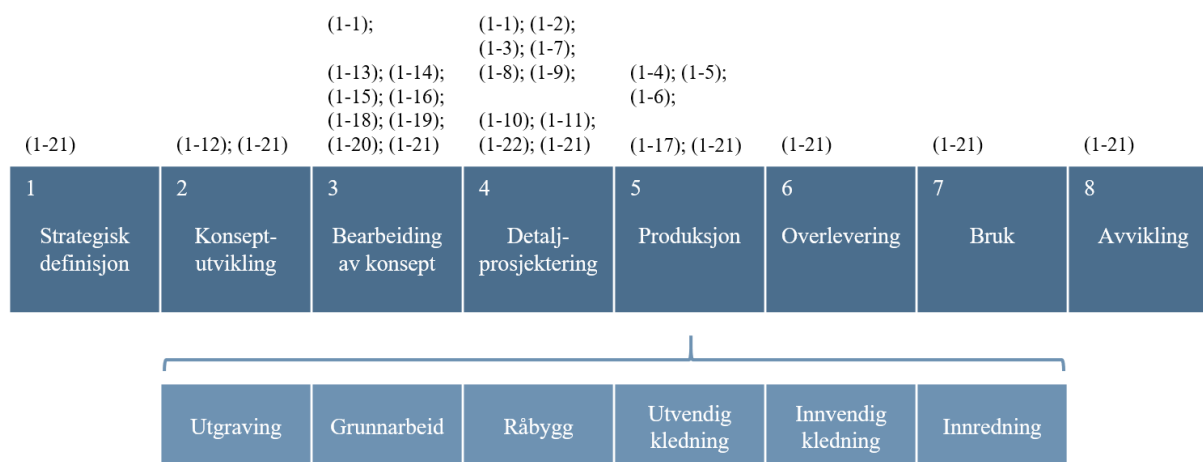 (1-1);
(1-13); (1-14);
(1-15); (1-16);
(1-18); (1-19);
(1-20); (1-21)
(1-1); (1-2);
(1-3); (1-7);
(1-8); (1-9);
(1-10); (1-11);
(1-22); (1-21)
(1-4); (1-5);
(1-6);
(1-17); (1-21)
(1-21)
(1-12); (1-21)
(1-21)
(1-21)
(1-21)
1
Strategisk
definisjon
2
Konsept-
utvikling
3
Bearbeiding
av konsept
4
Detalj-
prosjektering
5
Produksjon
6
Overlevering
7
Bruk
8
Avvikling
Utgraving
Grunnarbeid
Råbygg
Utvendig
kledning
Innvendig
kledning
Innredning